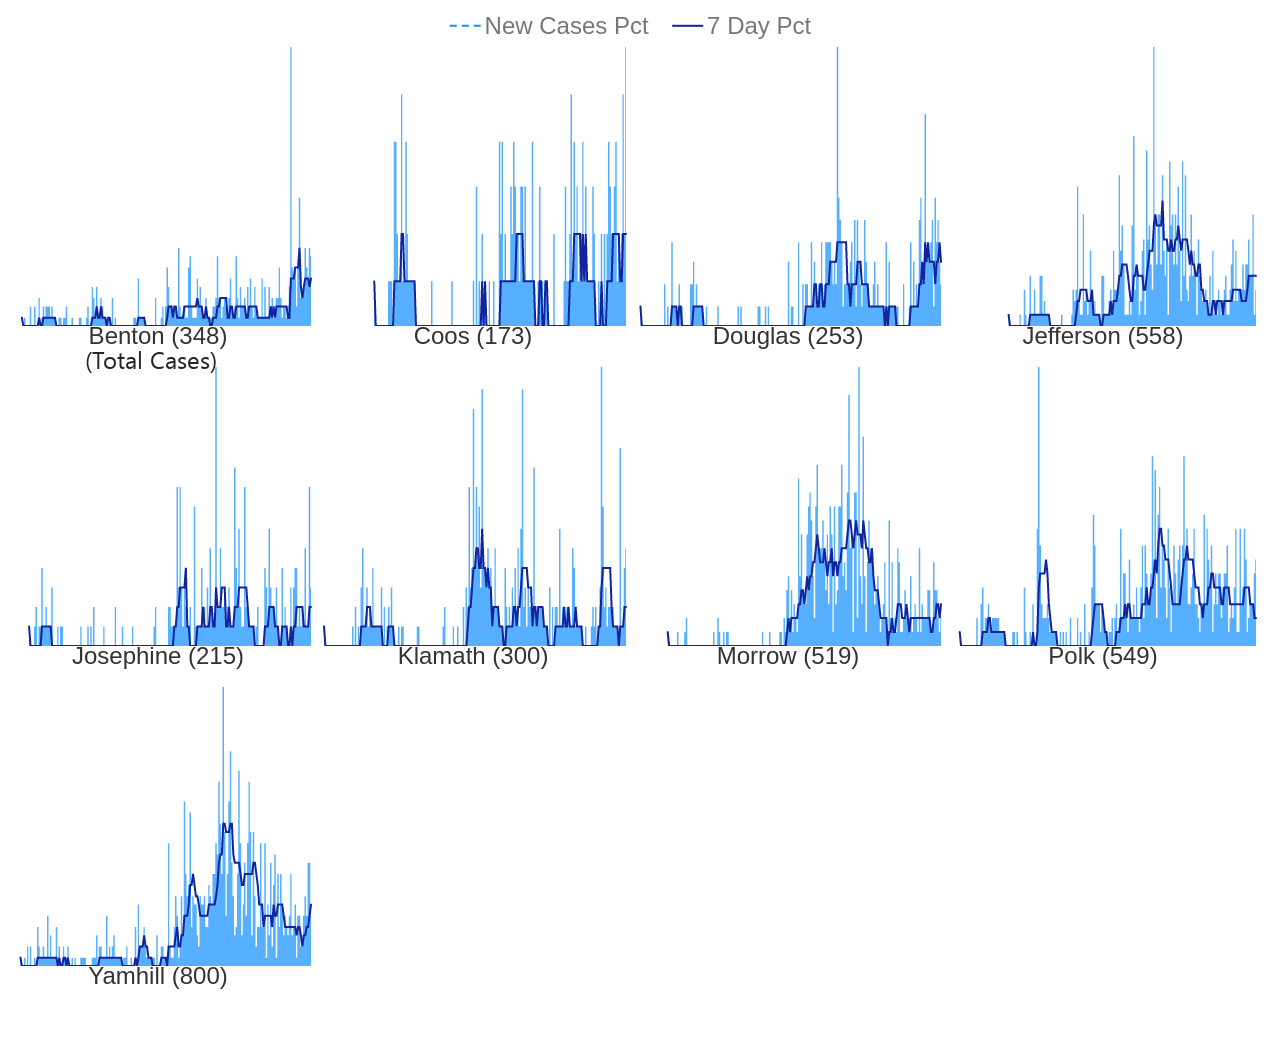 New Cases Pct 7 Day Pct
Benton (348)
(Total Cases)
Coos (173)
Douglas (253)
Jefferson (558)
Josephine (215)
Klamath (300)
Morrow (519)
Polk (549)
Yamhill (800)